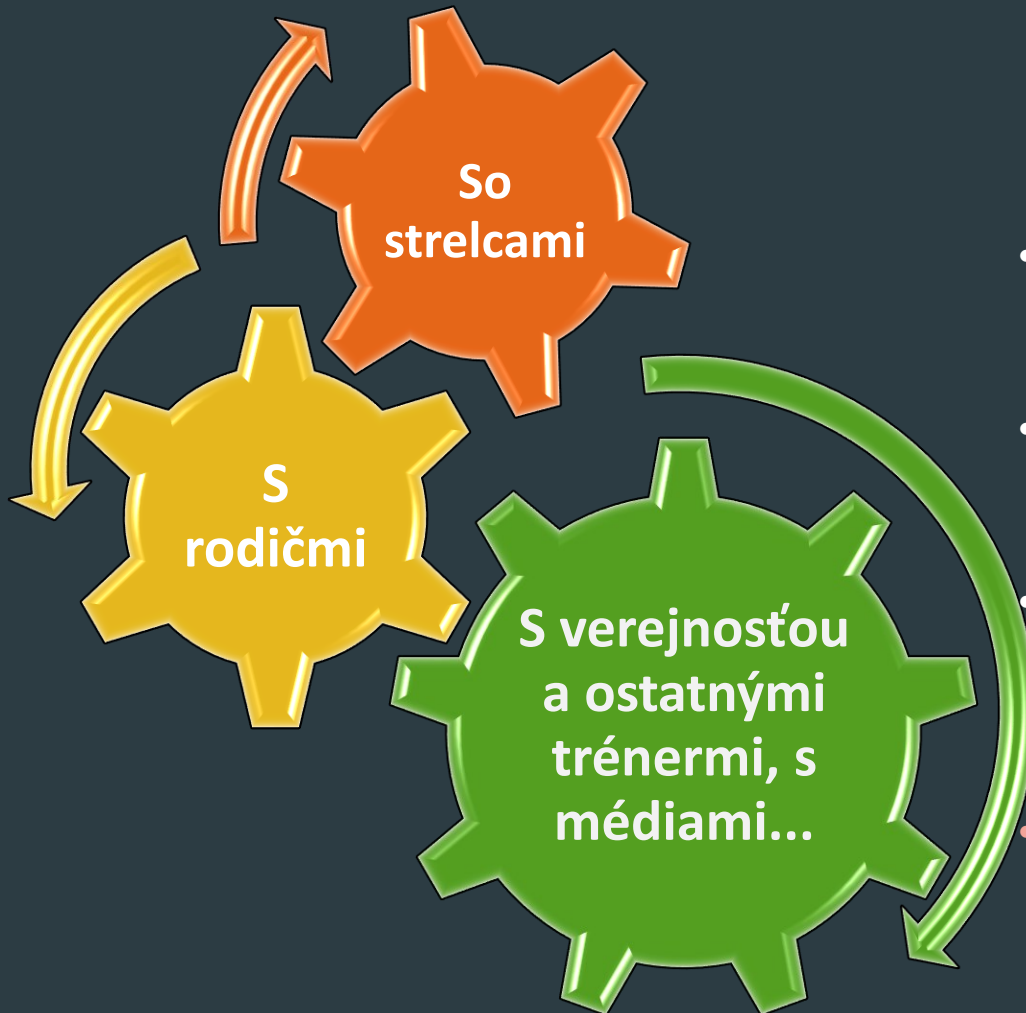 So
strelcami
S
rodičmi
S verejnosťou
a ostatnými
trénermi, s
médiami...